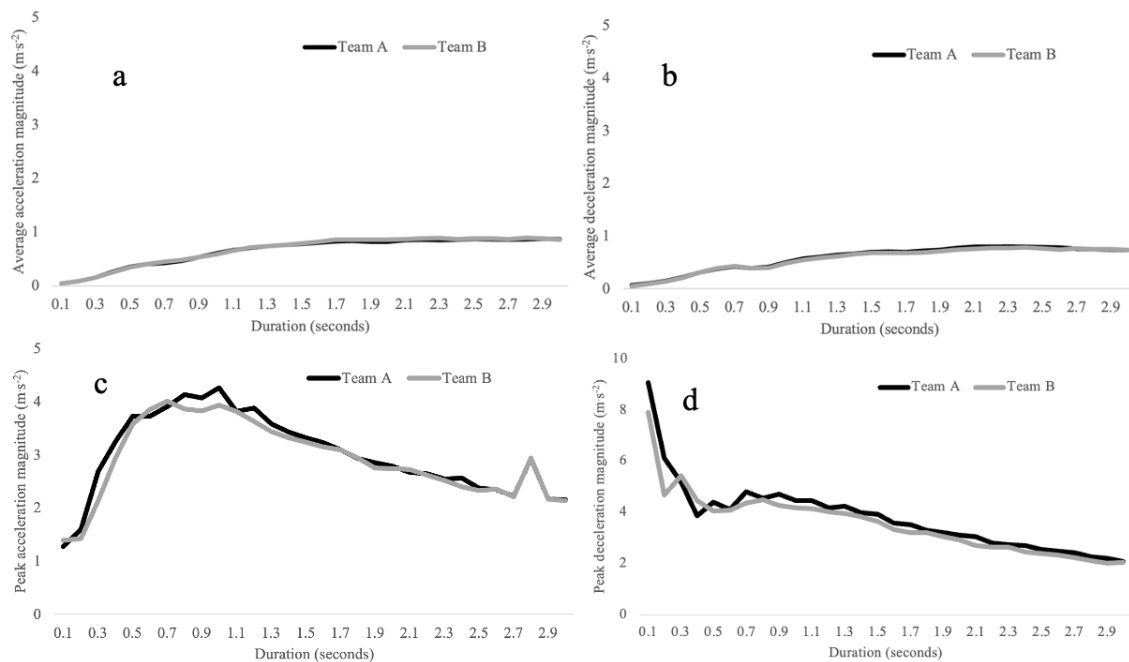 5
4
3
2
1
0
Average acceleration magnitude (m·s-2)
Team A Team B
a
0.1 0.3 0.5 0.7 0.9 1.1 1.3 1.5 1.7 1.9 2.1 2.3 2.5 2.7 2.9
Duration (seconds)
5
4
3
2
1
0
Average deceleration magnitude (m·s-2)
Team A Team B
b
0.1 0.3 0.5 0.7 0.9 1.1 1.3 1.5 1.7 1.9 2.1 2.3 2.5 2.7 2.9
Duration (seconds)
5
4
3
2
1
0
Peak acceleration magnitude (m·s-2)
Team A Team B
c
0.1 0.3 0.5 0.7 0.9 1.1 1.3 1.5 1.7 1.9 2.1 2.3 2.5 2.7 2.9
Duration (seconds)
10
8
6
4
2
0
Peak deceleration magnitude (m·s-2)
Team A Team B
d
0.1 0.3 0.5 0.7 0.9 1.1 1.3 1.5 1.7 1.9 2.1 2.3 2.5 2.7 2.9
Duration (seconds)